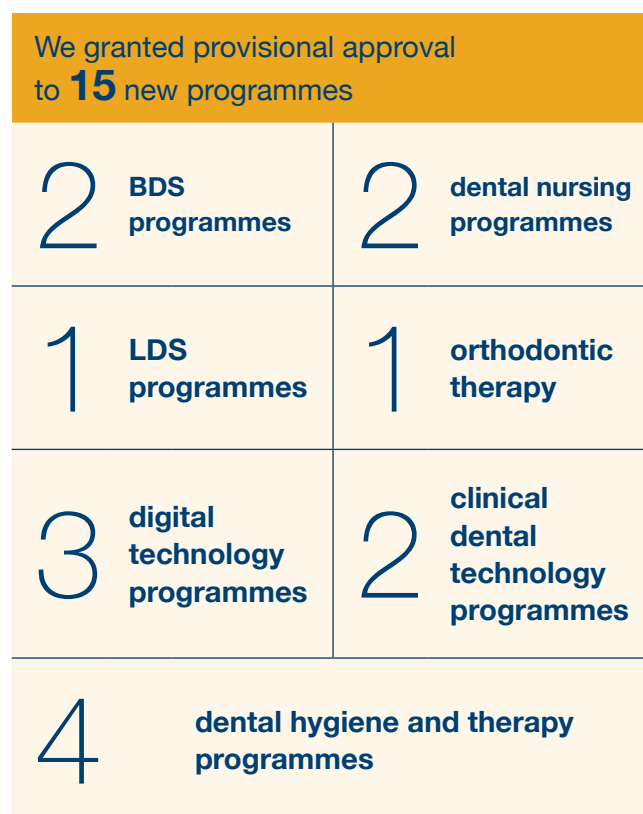 We granted provisional approval
to 15 new programmes
2
BDS
programmes
2
dental nursing
programmes
1
LDS
programmes
1
orthodontic
therapy
3
digital
technology
programmes
2
clinical
dental
technology
programmes
4
dental hygiene and therapy
programmes